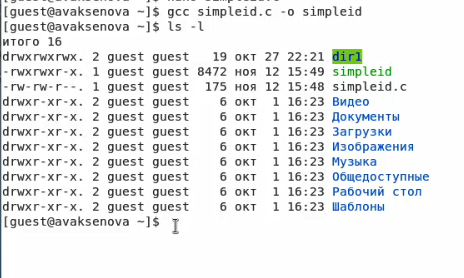 [guest@avaksenova ~]$ gcc simpleid.c -o simpleid
[guest@avaksenova ~]$ ls -l
итого 16
drwxrwxrwx. 2 guest guest 19 окт 27 22:21 dir1
-rwxrwxr-x. 1 guest guest 8472 ноя 12 15:49 simpleid
-rw-rw-r--. 1 guest guest 175 ноя 12 15:48 simpleid.c
drwxr-xr-x. 2 guest guest 6 окт 1 16:23 Видео
drwxr-xr-x. 2 guest guest 6 окт 1 16:23 Документы
drwxr-xr-x. 2 guest guest 6 окт 1 16:23 Загрузки
drwxr-xr-x. 2 guest guest 6 окт 1 16:23 Изображения
drwxr-xr-x. 2 guest guest 6 окт 1 16:23 Музыка
drwxr-xr-x. 2 guest guest 6 окт 1 16:23 Общедоступные
drwxr-xr-x. 2 guest guest 6 окт 1 16:23 Рабочий стол
drwxr-xr-x. 2 guest guest 6 окт 1 16:23 Шаблоны
[guest@avaksenova ~]$